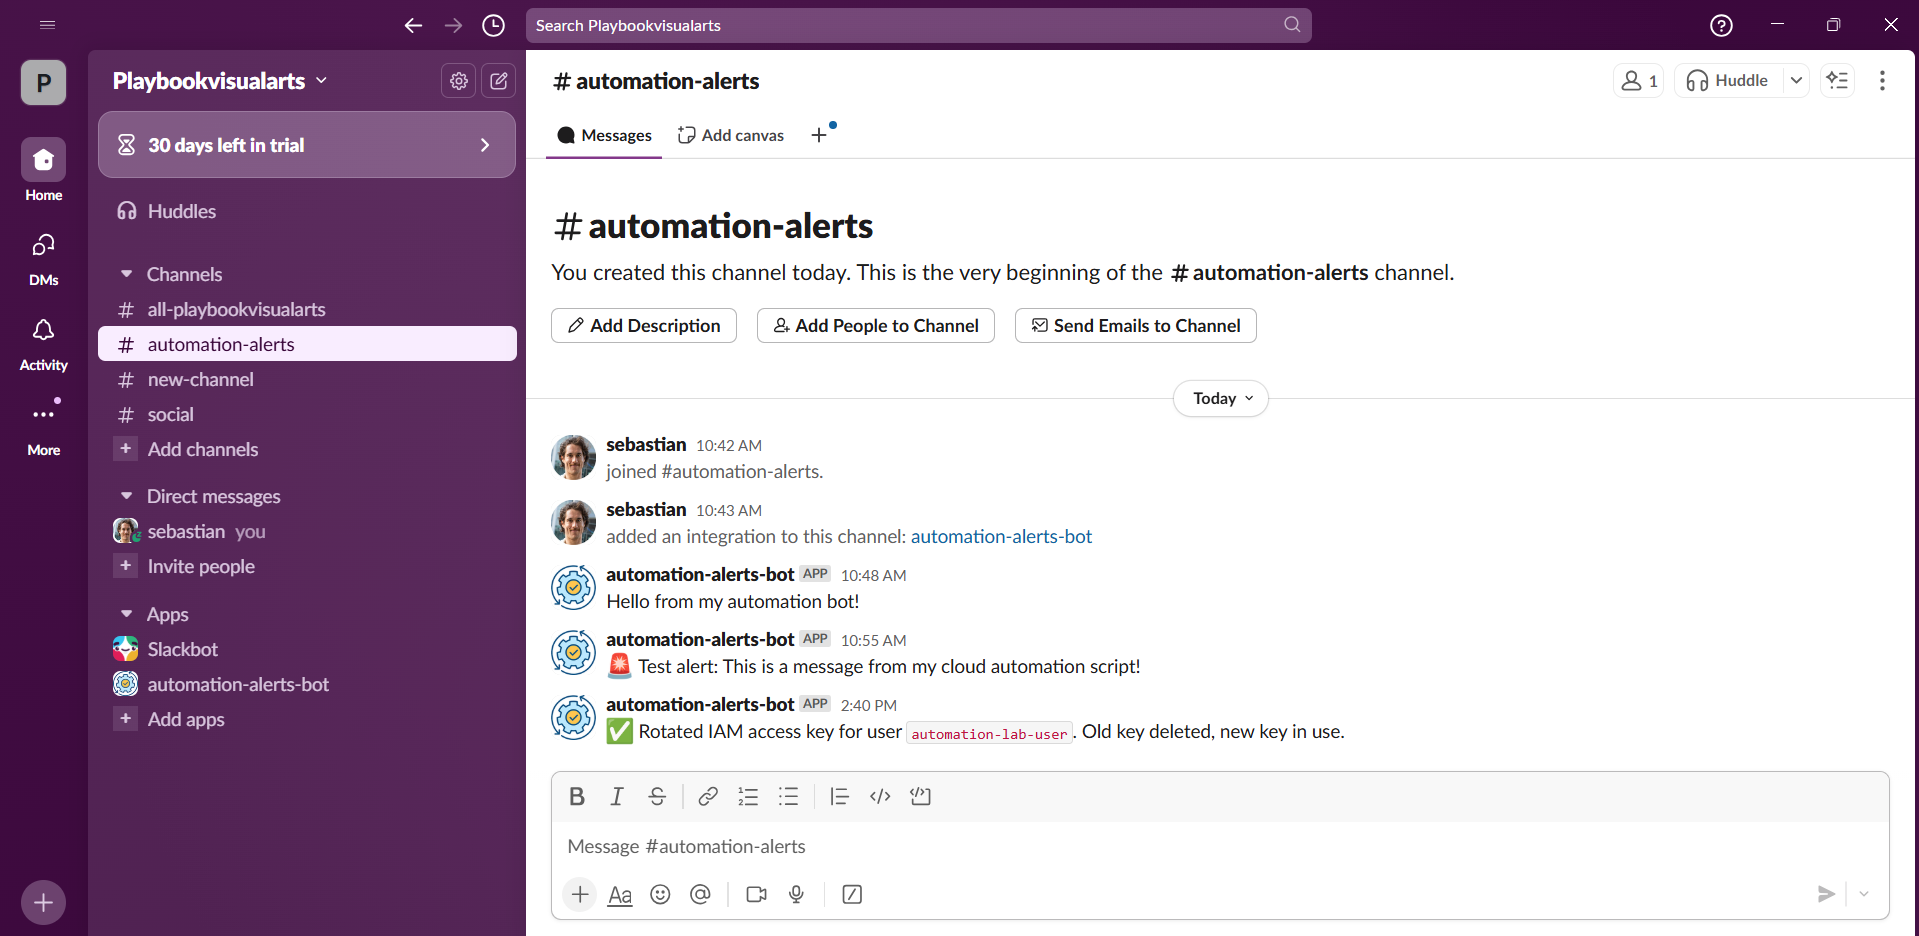 Search Playbookvisualarts
P
Home
DMs
Activity
More
Playbookvisualarts
30 days left in trial
Huddles
Channels
# all-playbookvisualarts
# automation-alerts
# new-channel
# social
+ Add channels
Direct messages
sebastian you
+ Invite people
Apps
Slackbot
automation-alerts-bot
+ Add apps
# automation-alerts
1
Huddle
Messages
Add canvas
# automation-alerts
You created this channel today. This is the very beginning of the # automation-alerts channel.
Add Description
Add People to Channel
Send Emails to Channel
Today
sebastian 10:42 AM
joined #automation-alerts.
sebastian 10:43 AM
added an integration to this channel: automation-alerts-bot
automation-alerts-bot APP 10:48 AM
Hello from my automation bot!
automation-alerts-bot APP 10:55 AM
🚨 Test alert: This is a message from my cloud automation script!
automation-alerts-bot APP 2:40 PM
✅ Rotated IAM access key for user automation-lab-user. Old key deleted, new key in use.
B I S
Message #automation-alerts
Aa